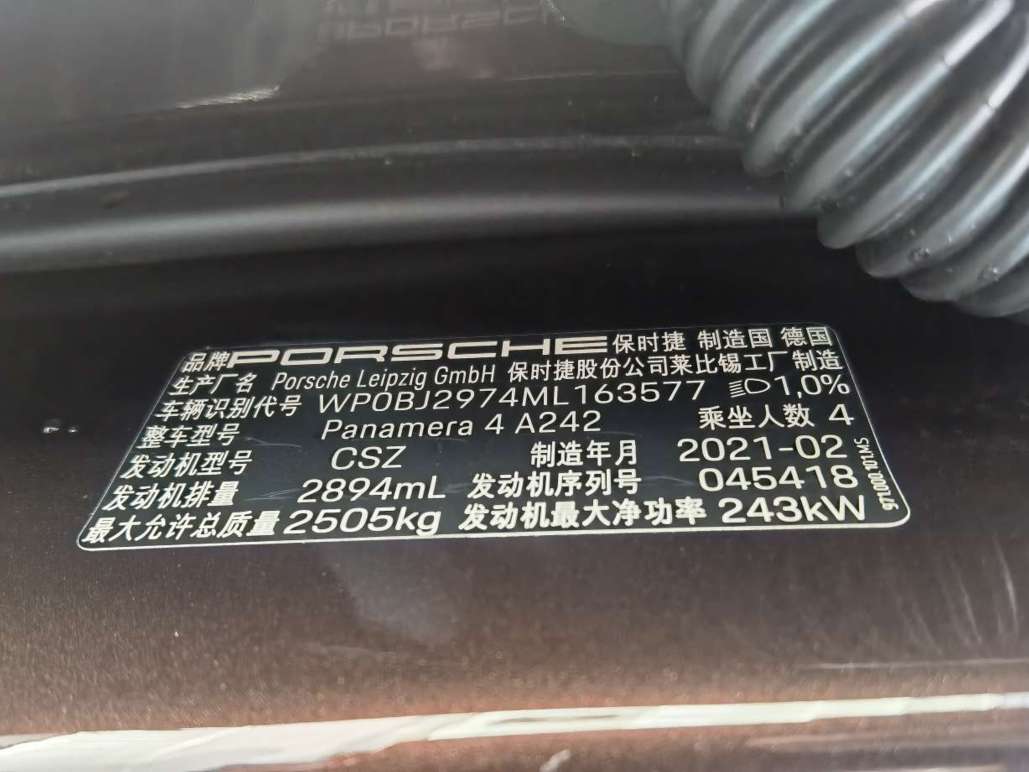 品牌 PORSCHE 保时捷 制造国 德国
生产厂名 Porsche Leipzig GmbH 保时捷股份公司莱比锡工厂制造
车辆识别代号 WP0BJ2974ML163577 1,0%
整车型号 Panamera 4 A242 乘坐人数 4
发动机型号 CSZ 制造年月 2021-02
发动机排量 2894mL 发动机序列号 045418
最大允许总质量 2505kg 发动机最大净功率 243kW